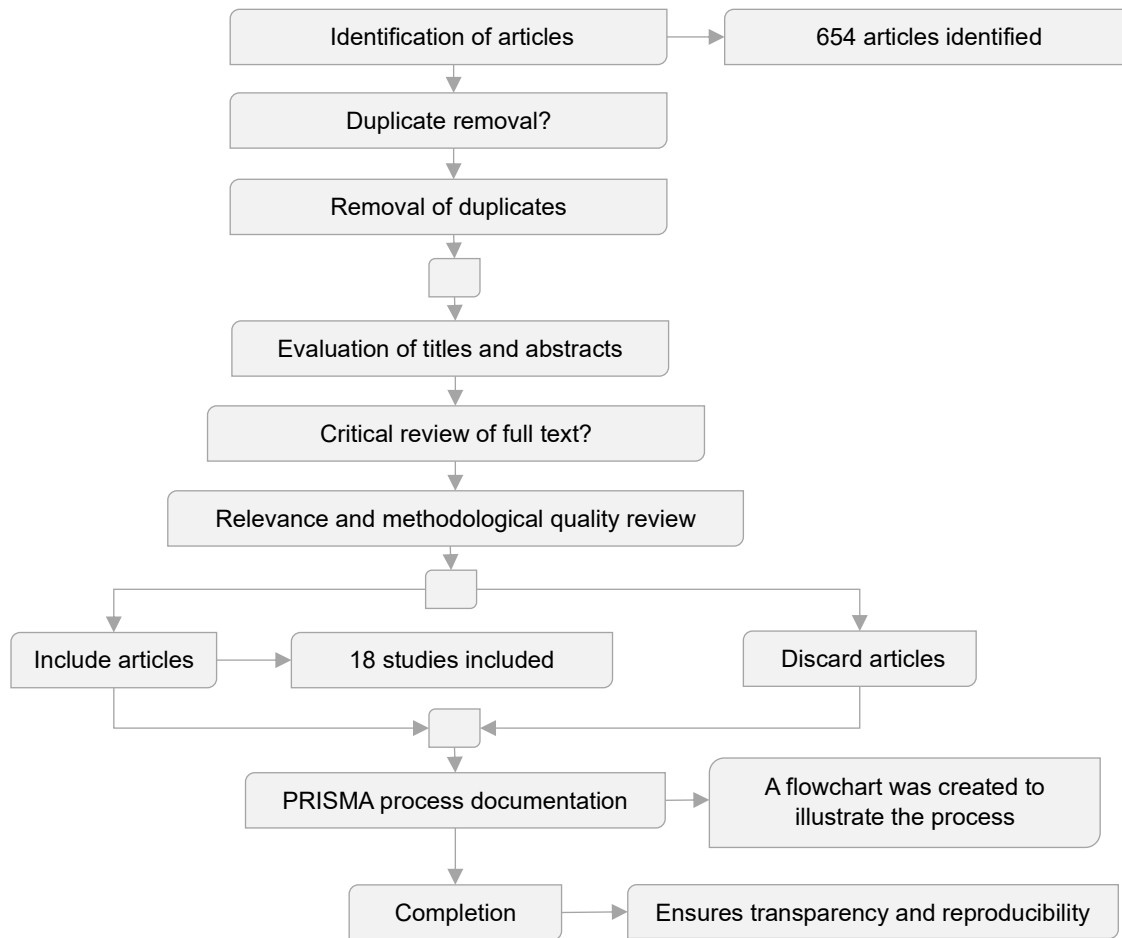 Identification of articles
654 articles identified
Duplicate removal?
Removal of duplicates
Evaluation of titles and abstracts
Critical review of full text?
Relevance and methodological quality review
Include articles
18 studies included
Discard articles
PRISMA process documentation
A flowchart was created to
illustrate the process
Completion
Ensures transparency and reproducibility